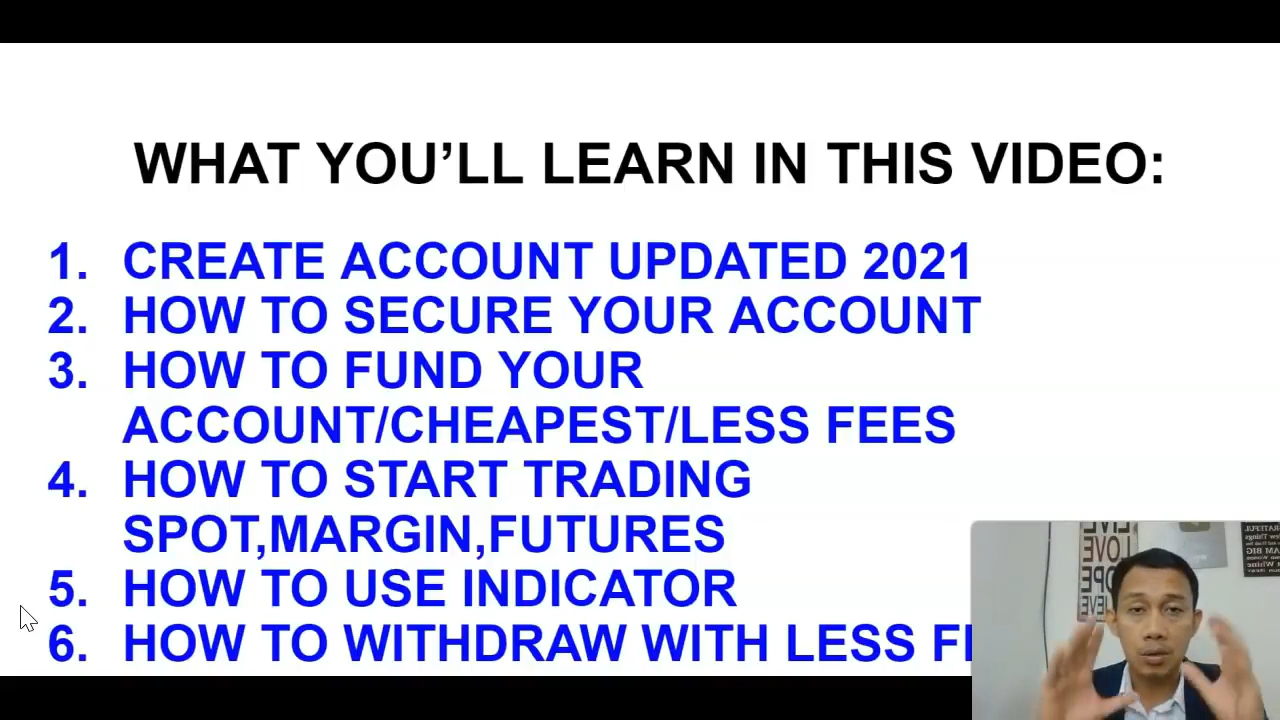 WHAT YOU’LL LEARN IN THIS VIDEO:
1. CREATE ACCOUNT UPDATED 2021
2. HOW TO SECURE YOUR ACCOUNT
3. HOW TO FUND YOUR
ACCOUNT/CHEAPEST/LESS FEES
4. HOW TO START TRADING
SPOT,MARGIN,FUTURES
5. HOW TO USE INDICATOR
6. HOW TO WITHDRAW WITH LESS
LIVE
LOVE